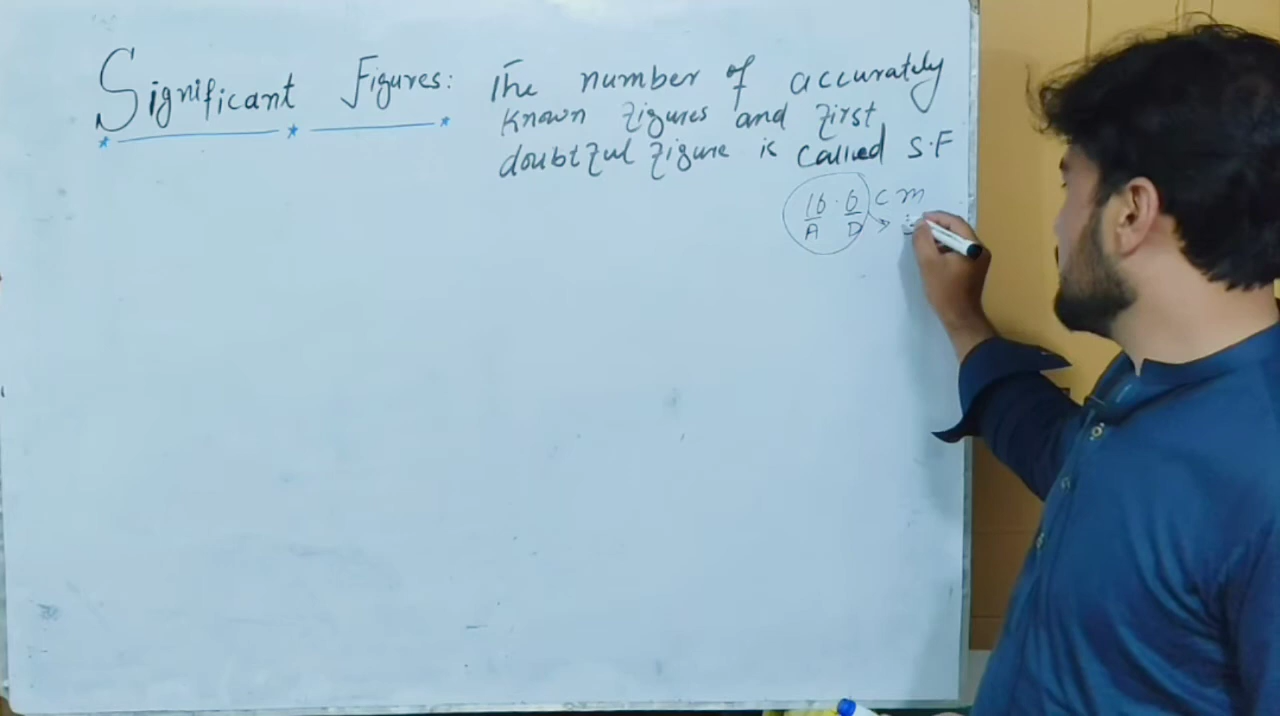 Significant Figures: The number of accurately
known figures and first
doubtful figure is called S.F
16.6 cm
A D